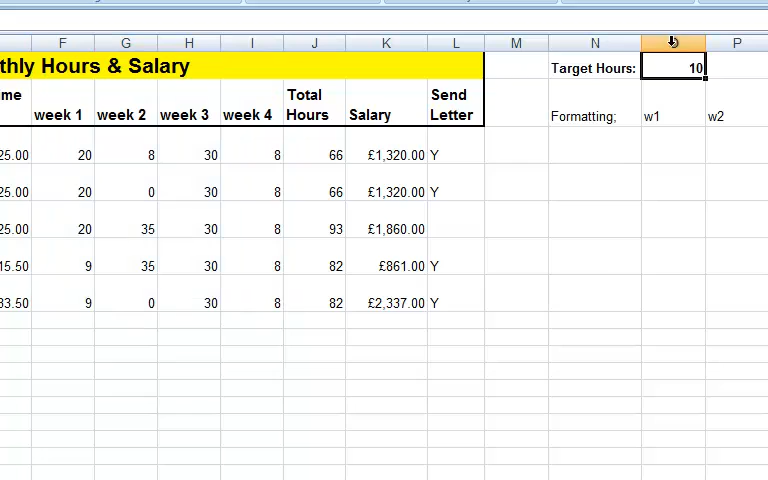 F G H I J K L M N O P
thly Hours & Salary Target Hours: 10
me week 1 week 2 week 3 week 4 Total Hours Salary Send Letter Formatting; w1 w2
25.00 20 8 30 8 66 £1,320.00 Y
25.00 20 0 30 8 66 £1,320.00 Y
25.00 20 35 30 8 93 £1,860.00
15.50 9 35 30 8 82 £861.00 Y
33.50 9 0 30 8 82 £2,337.00 Y